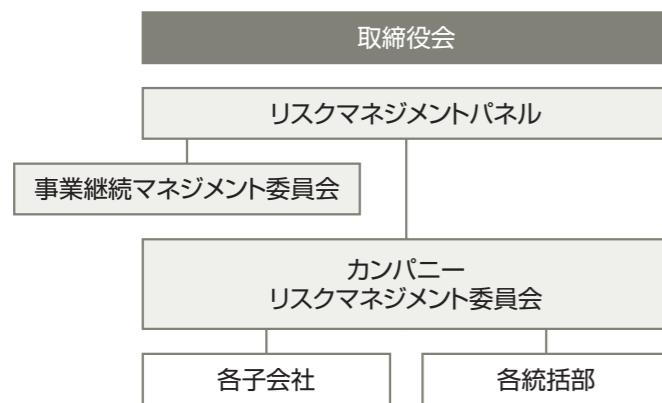 取締役会
リスクマネジメントパネル
事業継続マネジメント委員会
カンパニー
リスクマネジメント委員会
各子会社
各統括部